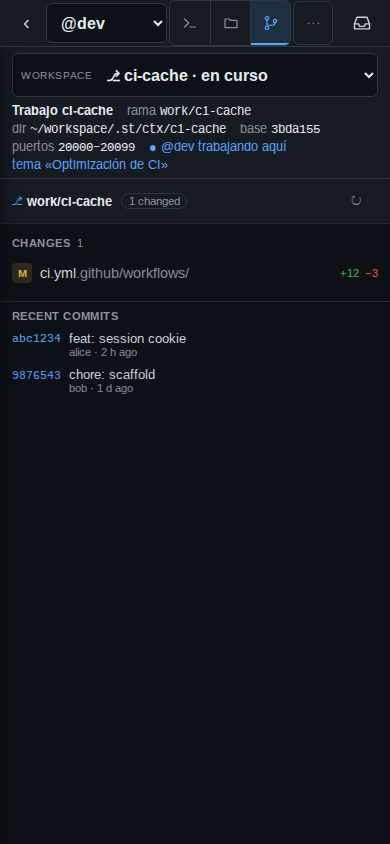 @dev
WORKSPACE ci-cache · en curso
Trabajo ci-cache rama work/ci-cache
dir ~/workspace/.st/ctx/ci-cache base 3bda155
puertos 20000–20099 ● @dev trabajando aquí
tema «Optimización de CI»
work/ci-cache 1 changed
CHANGES 1
M ci.yml .github/workflows/ +12 −3
RECENT COMMITS
abc1234 feat: session cookie
alice · 2 h ago
9876543 chore: scaffold
bob · 1 d ago